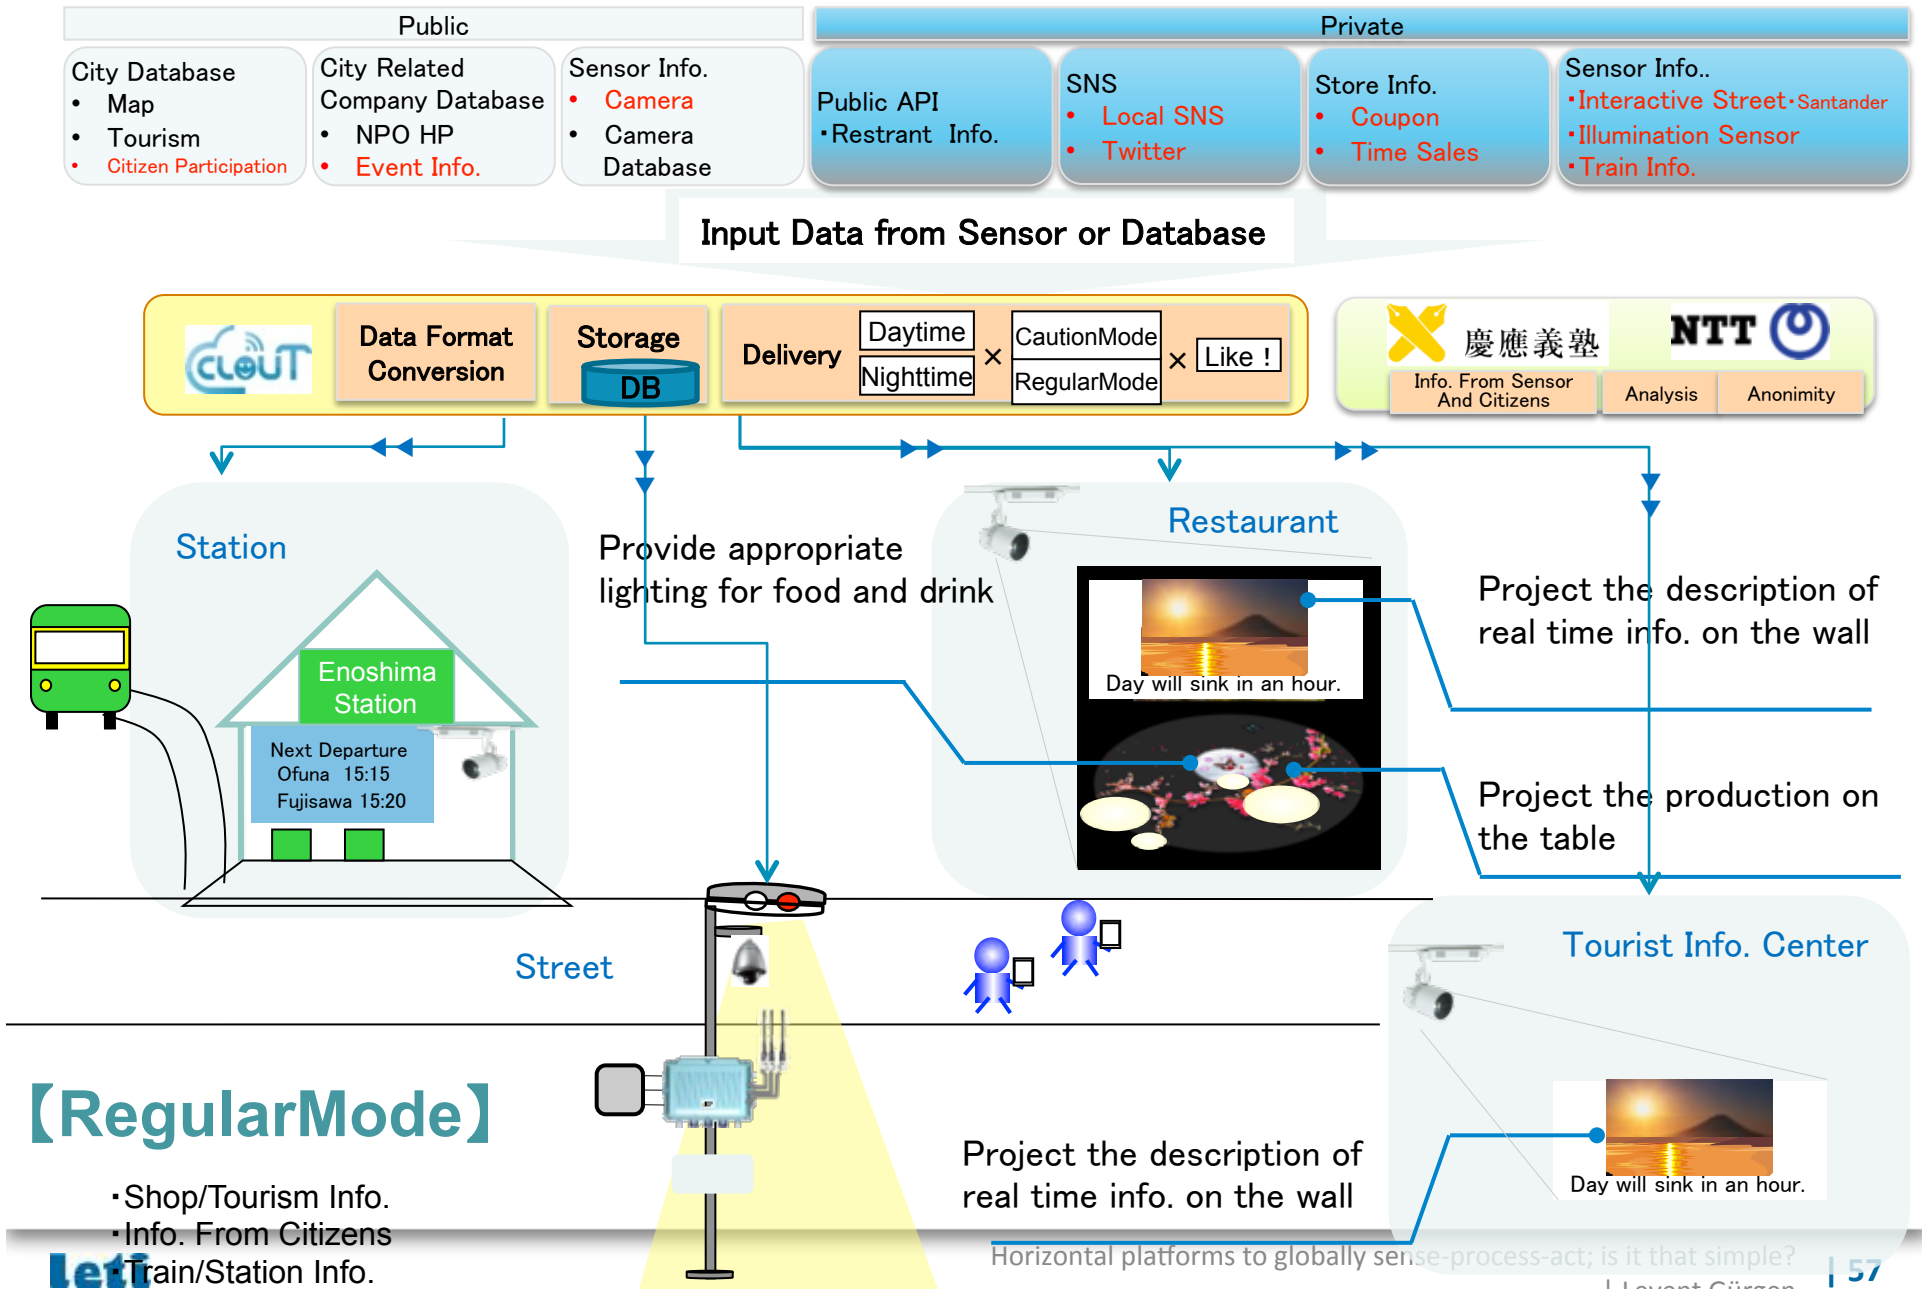 Public
Private
City Database
• Map
• Tourism
• Citizen Participation
City Related
Company Database
• NPO HP
• Event Info.
Sensor Info.
• Camera
• Camera
Database
Public API
・Restrant Info.
SNS
• Local SNS
• Twitter
Store Info.
• Coupon
• Time Sales
Sensor Info..
・Interactive Street・Santander
・Illumination Sensor
・Train Info.
Input Data from Sensor or Database
CLOUT
Data Format
Conversion
Storage
DB
Delivery
Daytime
Nighttime
×
CautionMode
RegularMode
×
Like !
慶應義塾
NTT
Info. From Sensor
And Citizens
Analysis
Anonimity
Station
Provide appropriate
lighting for food and drink
Restaurant
Project the description of
real time info. on the wall
Enoshima
Station
Day will sink in an hour.
Next Departure
Ofuna 15:15
Fujisawa 15:20
Project the production on
the table
Street
Tourist Info. Center
【RegularMode】
・Shop/Tourism Info.
・Info. From Citizens
・Train/Station Info.
Project the description of
real time info. on the wall
Day will sink in an hour.
leti
Horizontal platforms to globally sense-process-act; is it that simple?
| Levent Gürgen
| 57